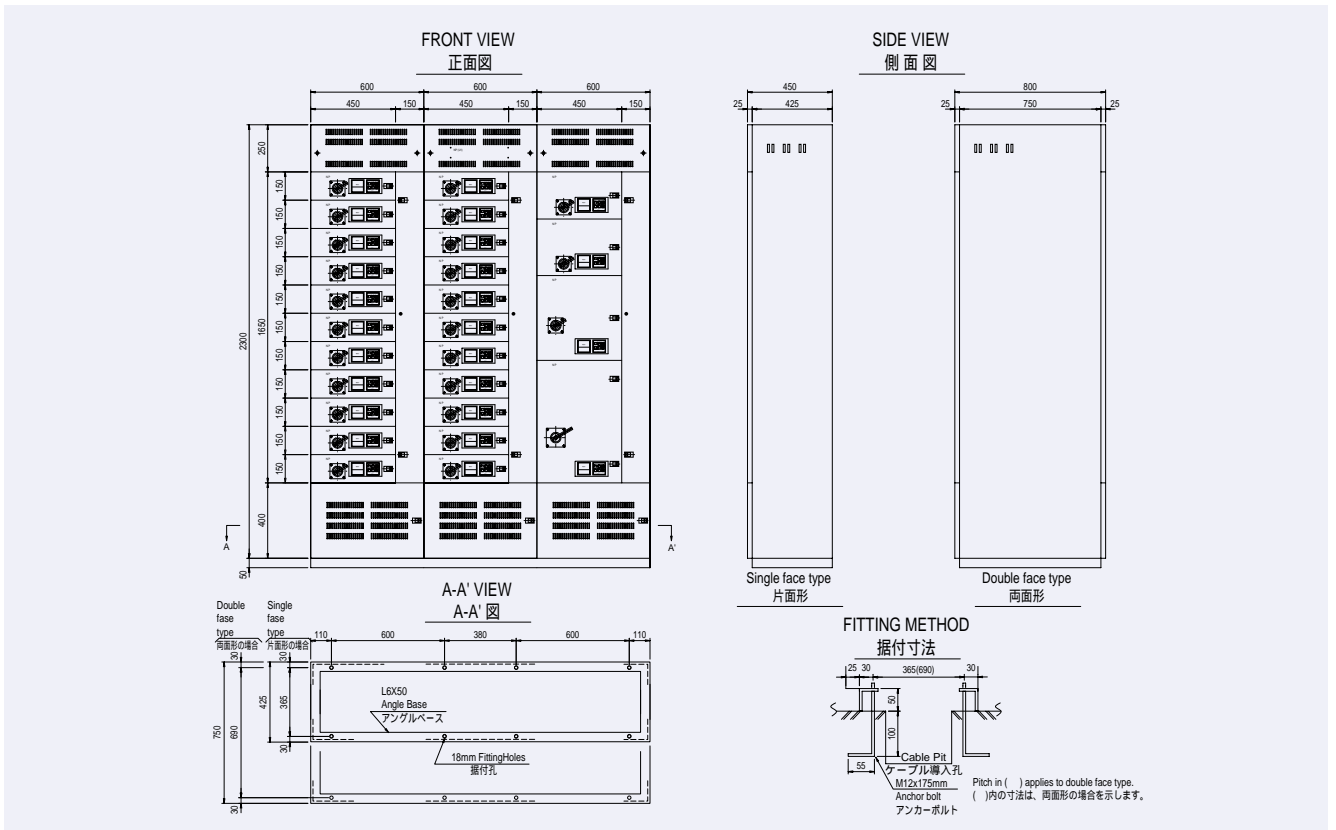 FRONT VIEW
正面図
SIDE VIEW
側 面 図
600 600 600
450 150 450 150 450 150
450
25 425
800
25 750 25
250
150
150
150
150
150
150
150
150
150
150
150
1650
2300
400
50
A A'
Single face type
片面形
Double face type
両面形
A-A' VIEW
A-A' 図
Double
fase
type
両面形の場合
Single
fase
type
片面形の場合
110 600 380 600 110
30 30
425 365
750 690
30
30
L6X50
Angle Base
アングルベース
18mm FittingHoles
据付孔
FITTING METHOD
据付寸法
25 30 365(690) 30
50
100
55
Cable Pit
ケーブル導入孔
M12x175mm
Anchor bolt
アンカーボルト
Pitch in ( ) applies to double face type.
( )内の寸法は、両面形の場合を示します。